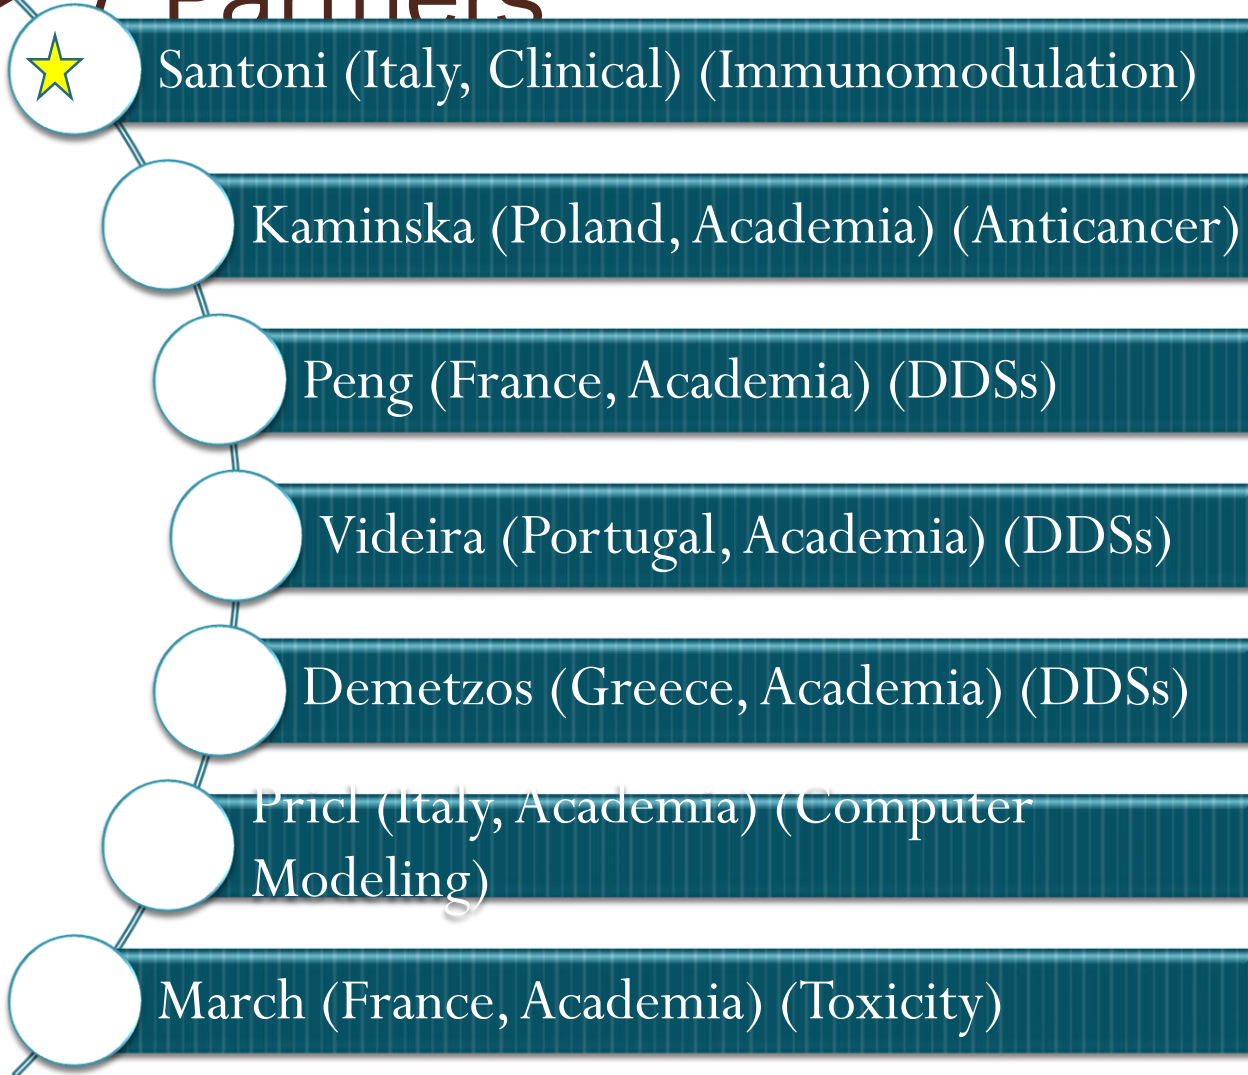 Partners
Santoni (Italy, Clinical) (Immunomodulation)
Kaminska (Poland, Academia) (Anticancer)
Peng (France, Academia) (DDSs)
Videira (Portugal, Academia) (DDSs)
Demetzos (Greece, Academia) (DDSs)
Pricl (Italy, Academia) (Computer
Modeling)
March (France, Academia) (Toxicity)